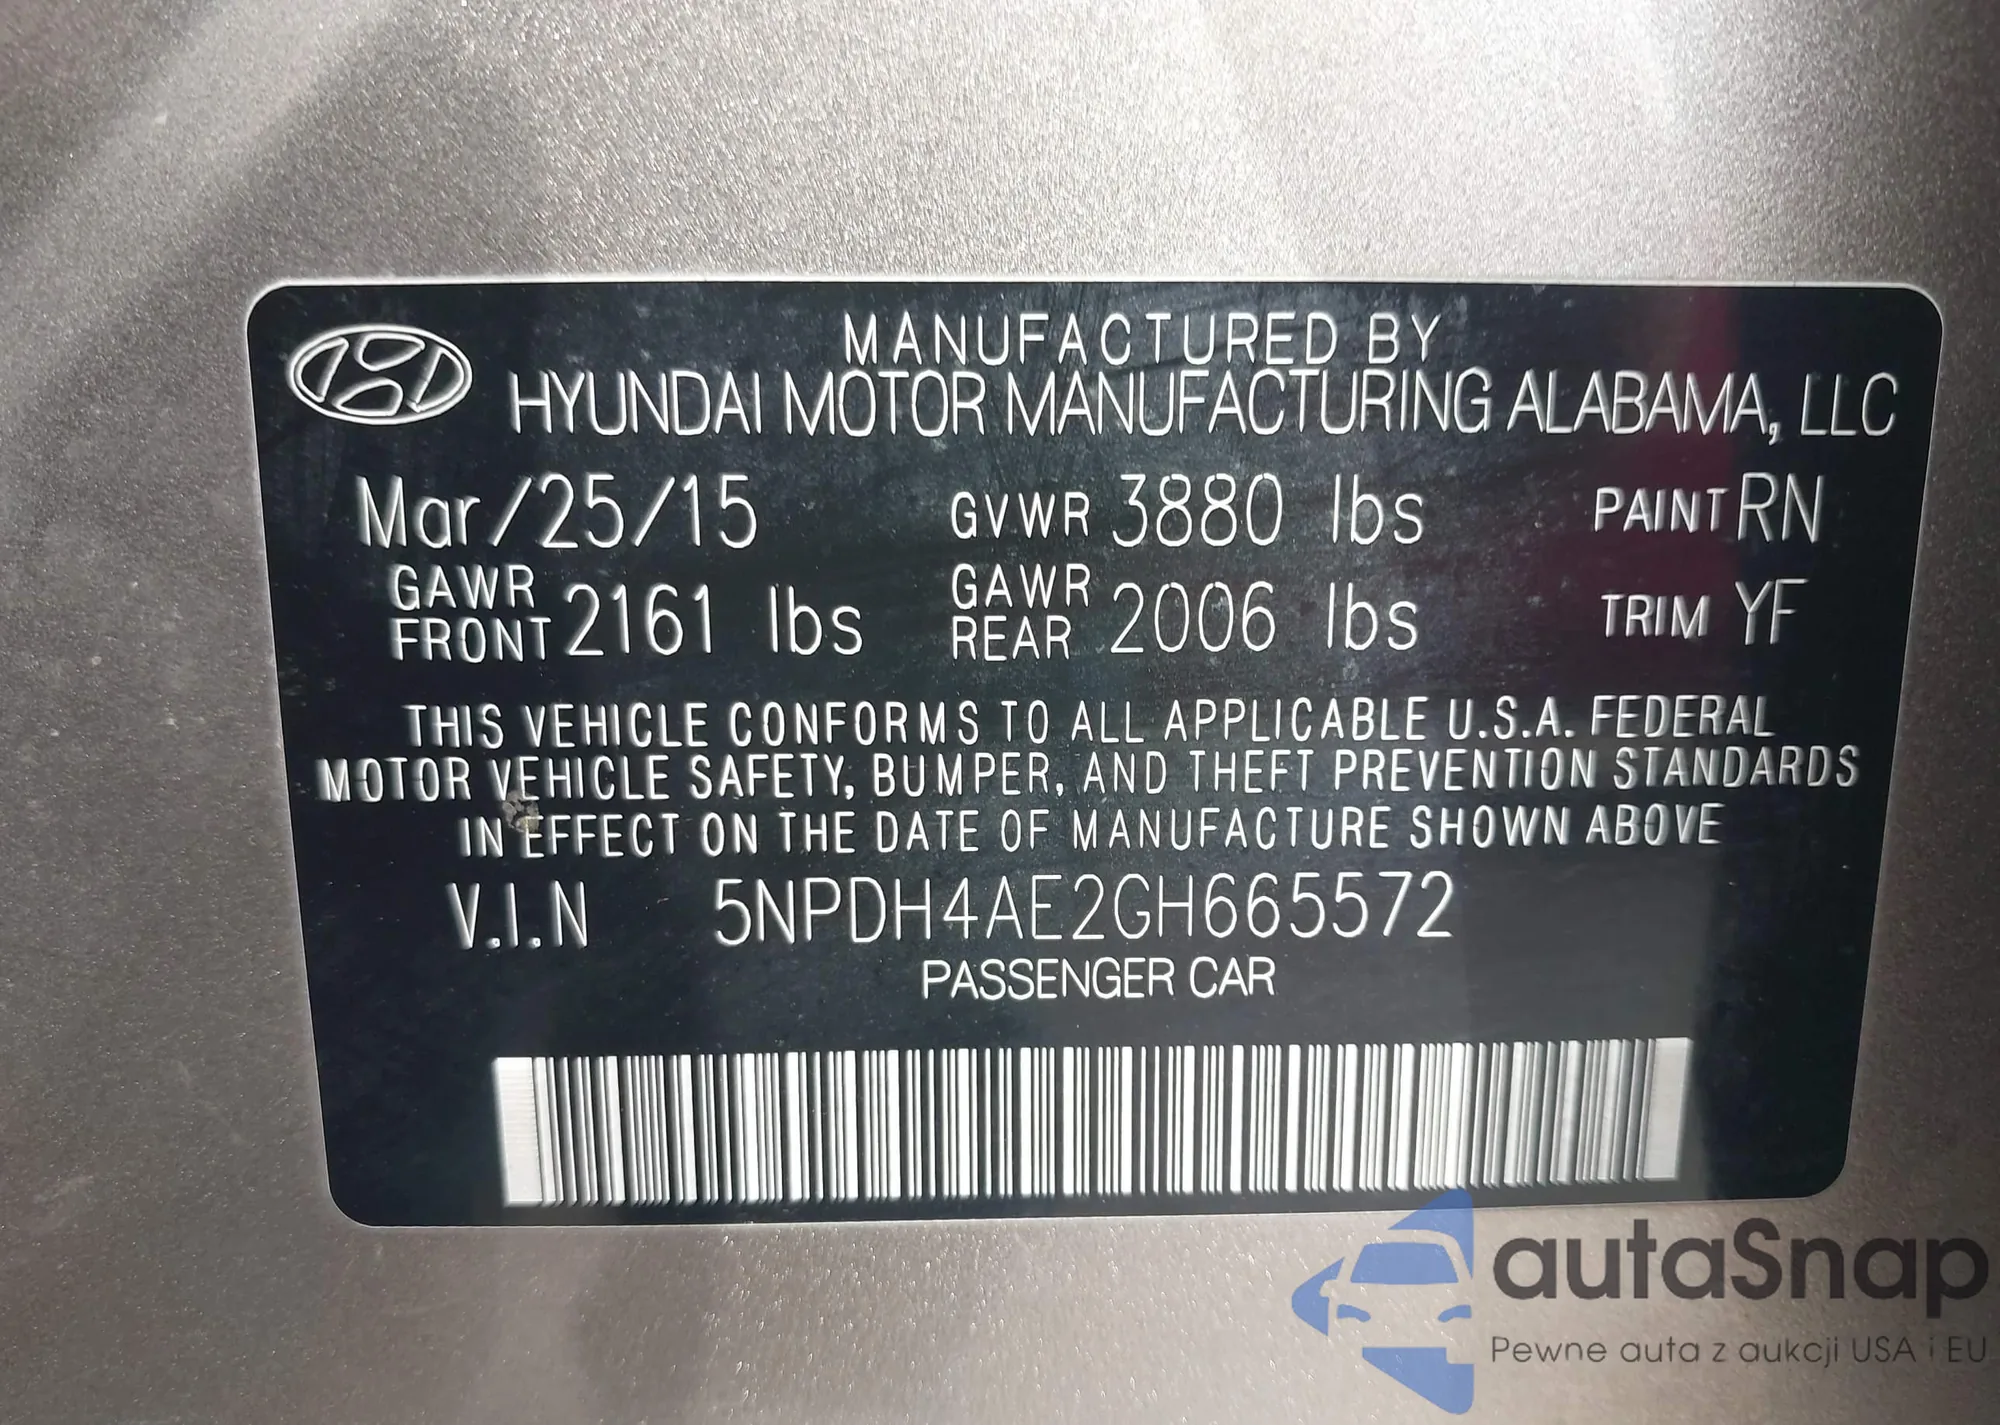 MANUFACTURED BY
HYUNDAI MOTOR MANUFACTURING ALABAMA, LLC
Mar/25/15 GVWR 3880 lbs PAINT RN
GAWR FRONT 2161 lbs GAWR REAR 2006 lbs TRIM YF
THIS VEHICLE CONFORMS TO ALL APPLICABLE U.S.A. FEDERAL
MOTOR VEHICLE SAFETY, BUMPER, AND THEFT PREVENTION STANDARDS
IN EFFECT ON THE DATE OF MANUFACTURE SHOWN ABOVE
V.I.N 5NPDH4AE2GH665572
PASSENGER CAR
autaSnap
Pewne auta z aukcji USA i EU